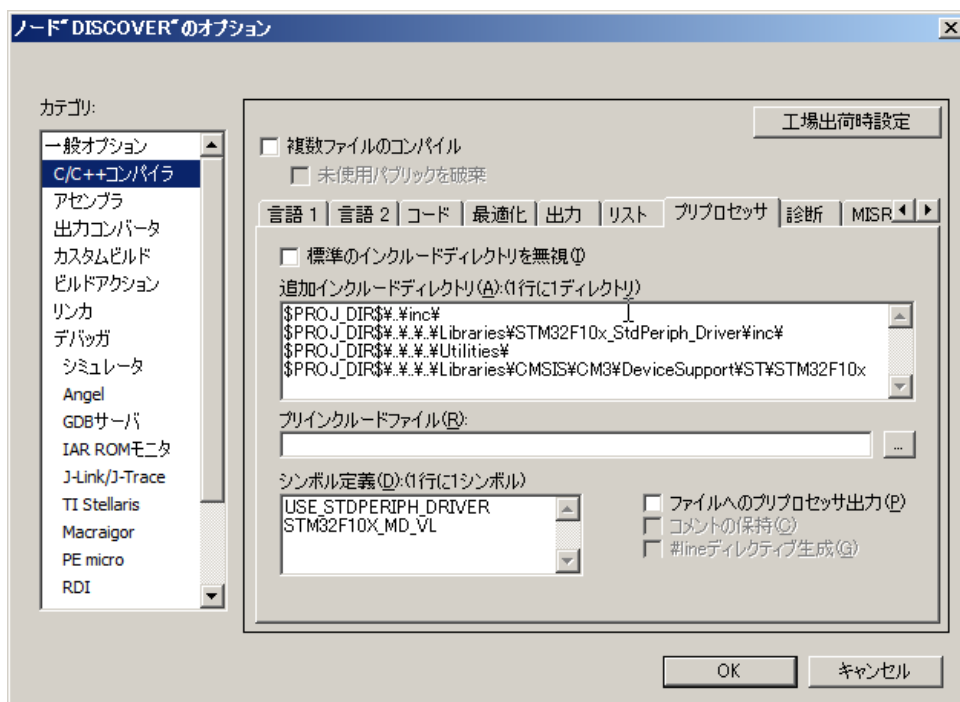 ノード"DISCOVER"のオプション
カテゴリ:
一般オプション
C/C++コンパイラ
アセンブラ
出力コンバータ
カスタムビルド
ビルドアクション
リンカ
デバッガ
シミュレータ
Angel
GDBサーバ
IAR ROMモニタ
J-Link/J-Trace
TI Stellaris
Macraigor
PE micro
RDI
工場出荷時設定
複数ファイルのコンパイル
未使用パブリックを破棄
言語 1 言語 2 コード 最適化 出力 リスト プリプロセッサ 診断 MISR
標準のインクルードディレクトリを無視(I)
追加インクルードディレクトリ(A):(1行に1ディレクトリ)
$PROJ_DIR$¥..¥inc¥
$PROJ_DIR$¥..¥..¥..¥Libraries¥STM32F10x_StdPeriph_Driver¥inc¥
$PROJ_DIR$¥..¥..¥..¥Utilities¥
$PROJ_DIR$¥..¥..¥..¥Libraries¥CMSIS¥CM3¥DeviceSupport¥ST¥STM32F10x
プリインクルードファイル(R):
...
シンボル定義(D):(1行に1シンボル)
USE_STDPERIPH_DRIVER
STM32F10X_MD_VL
ファイルへのプリプロセッサ出力(P)
コメントの保持(C)
#lineディレクティブ生成(G)
OK キャンセル